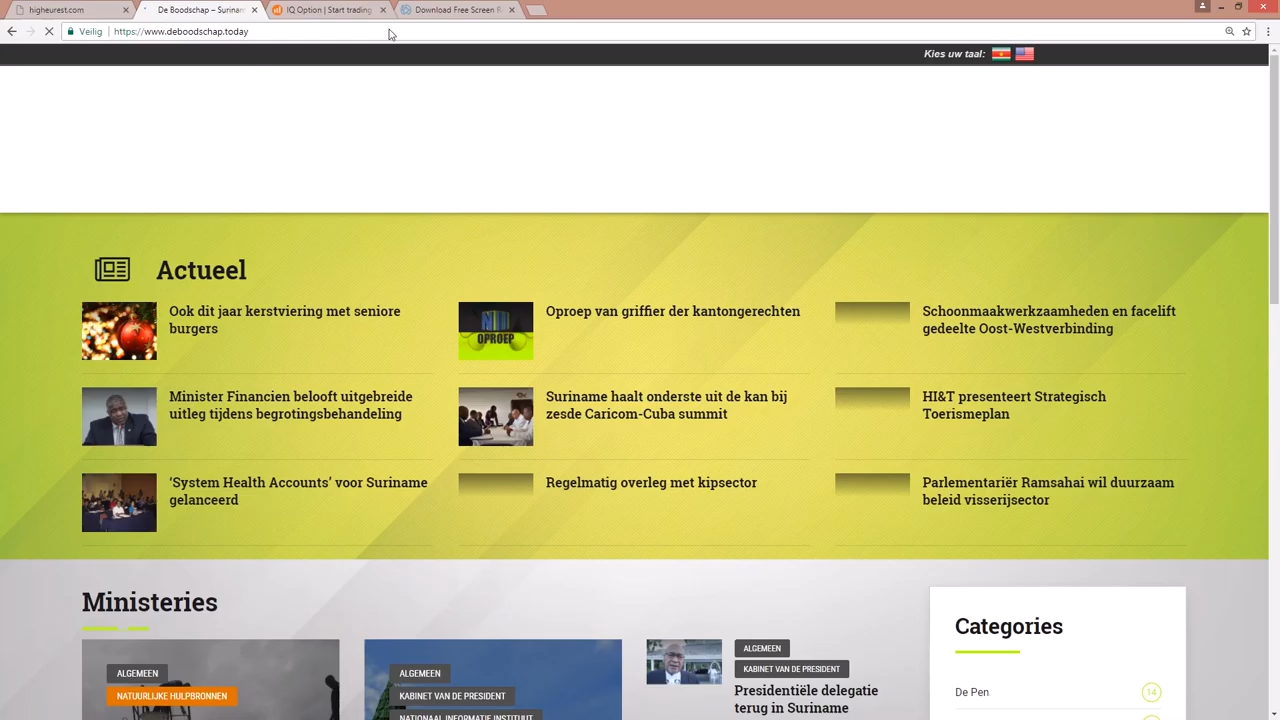 higheurest.com
De Boodschap – Surinam
IQ Option | Start trading
Download Free Screen R
Veilig
https://www.deboodschap.today
Kies uw taal:
Actueel
Ook dit jaar kerstviering met seniore
burgers
Oproep van griffier der kantongerechten
OPROEP
Schoonmaakwerkzaamheden en facelift
gedeelte Oost-Westverbinding
Minister Financien belooft uitgebreide
uitleg tijdens begrotingsbehandeling
Suriname haalt onderste uit de kan bij
zesde Caricom-Cuba summit
HI&T presenteert Strategisch
Toerismeplan
‘System Health Accounts’ voor Suriname
gelanceerd
Regelmatig overleg met kipsector
Parlementariër Ramsahai wil duurzaam
beleid visserijsector
Ministeries
ALGEMEEN
NATUURLIJKE HULPBRONNEN
ALGEMEEN
KABINET VAN DE PRESIDENT
NATIONAAL INFORMATIE INSTITUUT
ALGEMEEN
KABINET VAN DE PRESIDENT
Presidentiële delegatie
terug in Suriname
Categories
De Pen
14